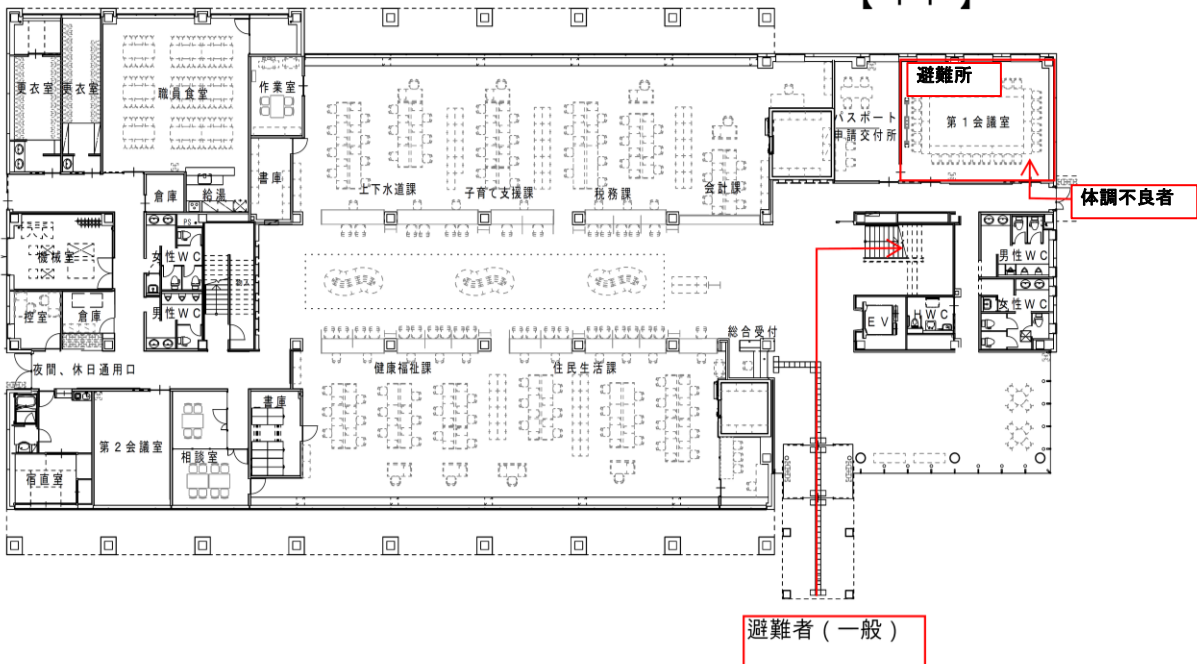 避難所
更衣室
更衣室
職員食堂
作業室
パスポート
申請交付所
第1会議室
書庫
倉庫
給湯
上下水道課
子育て支援課
税務課
会計課
体調不良者
PS
機械室
女性WC
男性WC
控室
倉庫
男性WC
女性WC
EV
HWC
総合受付
夜間、休日通用口
健康福祉課
住民生活課
書庫
第2会議室
相談室
宿直室
避難者(一般)